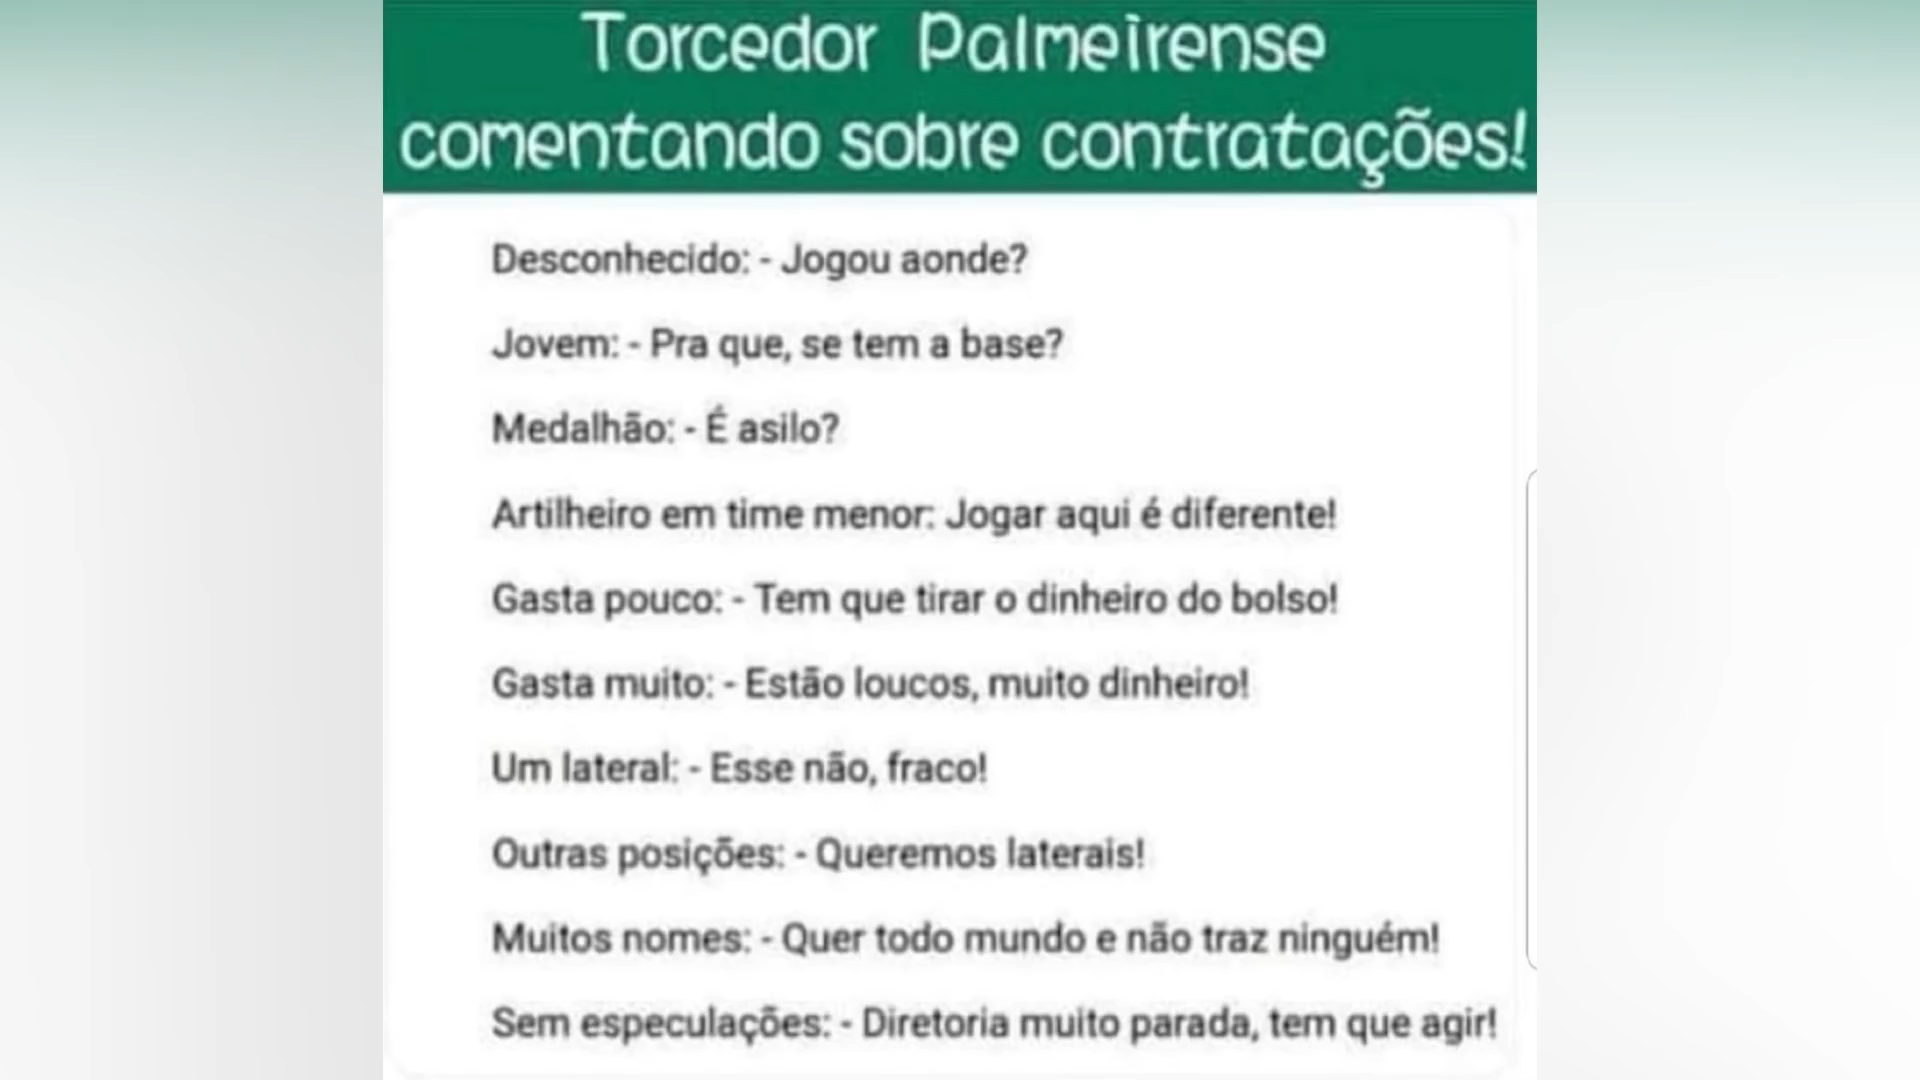 Torcedor Palmeirense
comentando sobre contratações!
Desconhecido: - Jogou aonde?
Jovem: - Pra que, se tem a base?
Medalhão: - É asilo?
Artilheiro em time menor: Jogar aqui é diferente!
Gasta pouco: - Tem que tirar o dinheiro do bolso!
Gasta muito: - Estão loucos, muito dinheiro!
Um lateral: - Esse não, fraco!
Outras posições: - Queremos laterais!
Muitos nomes: - Quer todo mundo e não traz ninguém!
Sem especulações: - Diretoria muito parada, tem que agir!